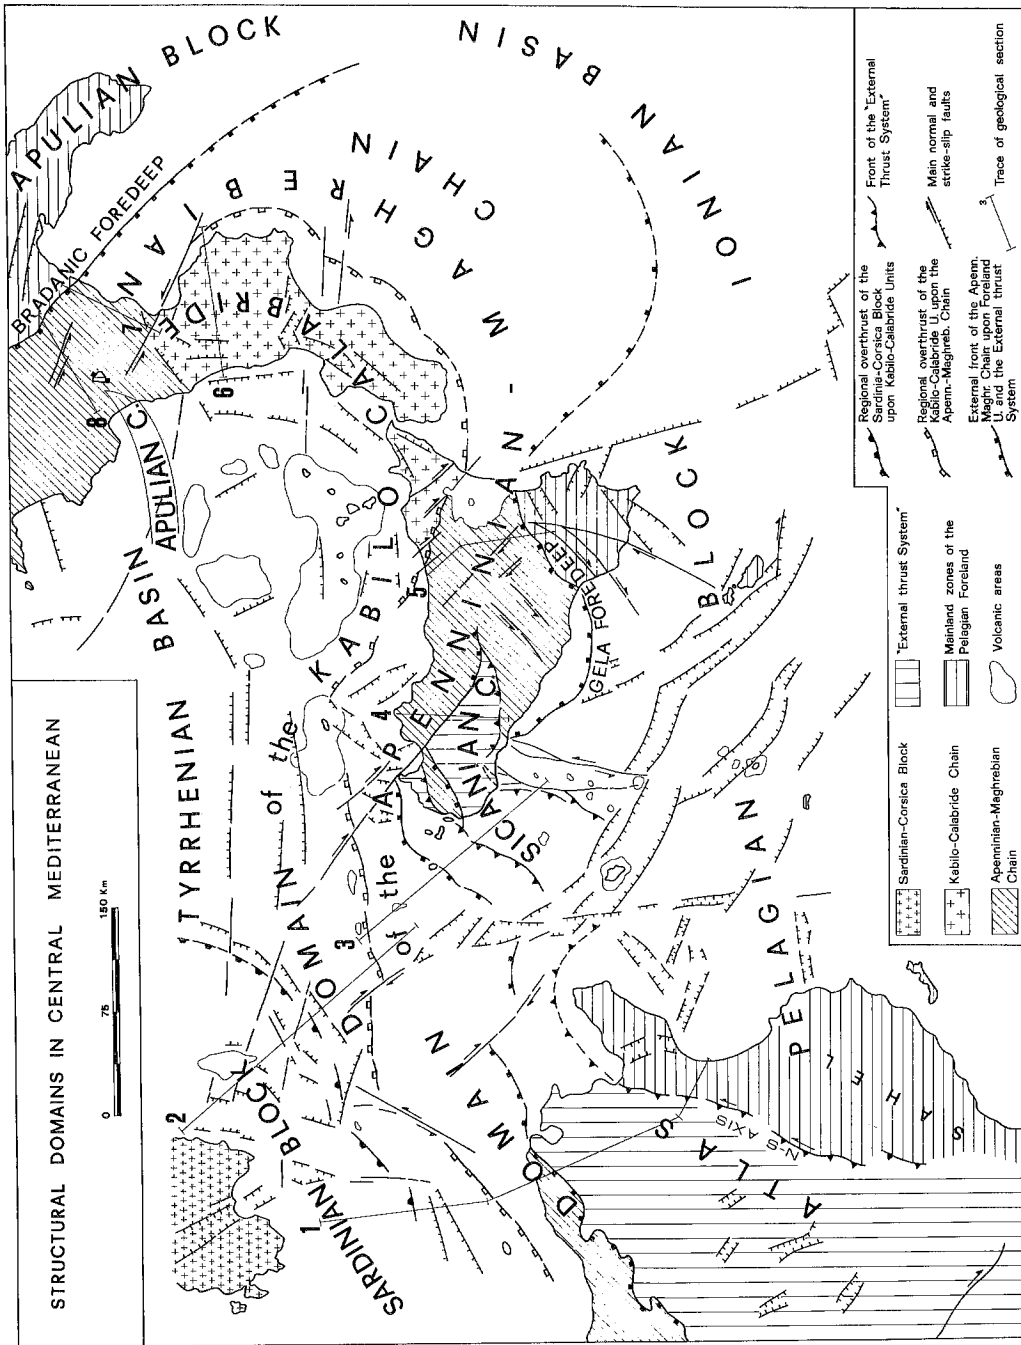 STRUCTURAL DOMAINS IN CENTRAL MEDITERRANEAN
0 75 150 Km
TYRRHENIAN BASIN
APULIAN BLOCK
BRADANIC FOREDEEP
IONIAN BASIN
APULIAN C
SARDINIAN BLOCK
DOMAIN of the KABILO CALABRIDE
DOMAIN of the APENNINIAN-MAGHREBIAN CHAIN
SICANIAN C
GELA FOREDEEP
PELAGIAN BLOCK
ATLAS
N-S AXIS
SAHEL
1
2
3
4
5
6
8
Sardinian-Corsica Block
Kabilo-Calabride Chain
Apenninian-Maghrebian
Chain
"External thrust System"
Mainland zones of the
Pelagian Foreland
Volcanic areas
Regional overthrust of the
Sardinia-Corsica Block
upon Kabilo-Calabride Units
Regional overthrust of the
Kabilo-Calabride U. upon the
Apenn.-Maghreb. Chain
External front of the Apenn.
Maghr. Chain upon Foreland
U. and the External thrust
System
Front of the "External
Thrust System"
Main normal and
strike-slip faults
3
Trace of geological section